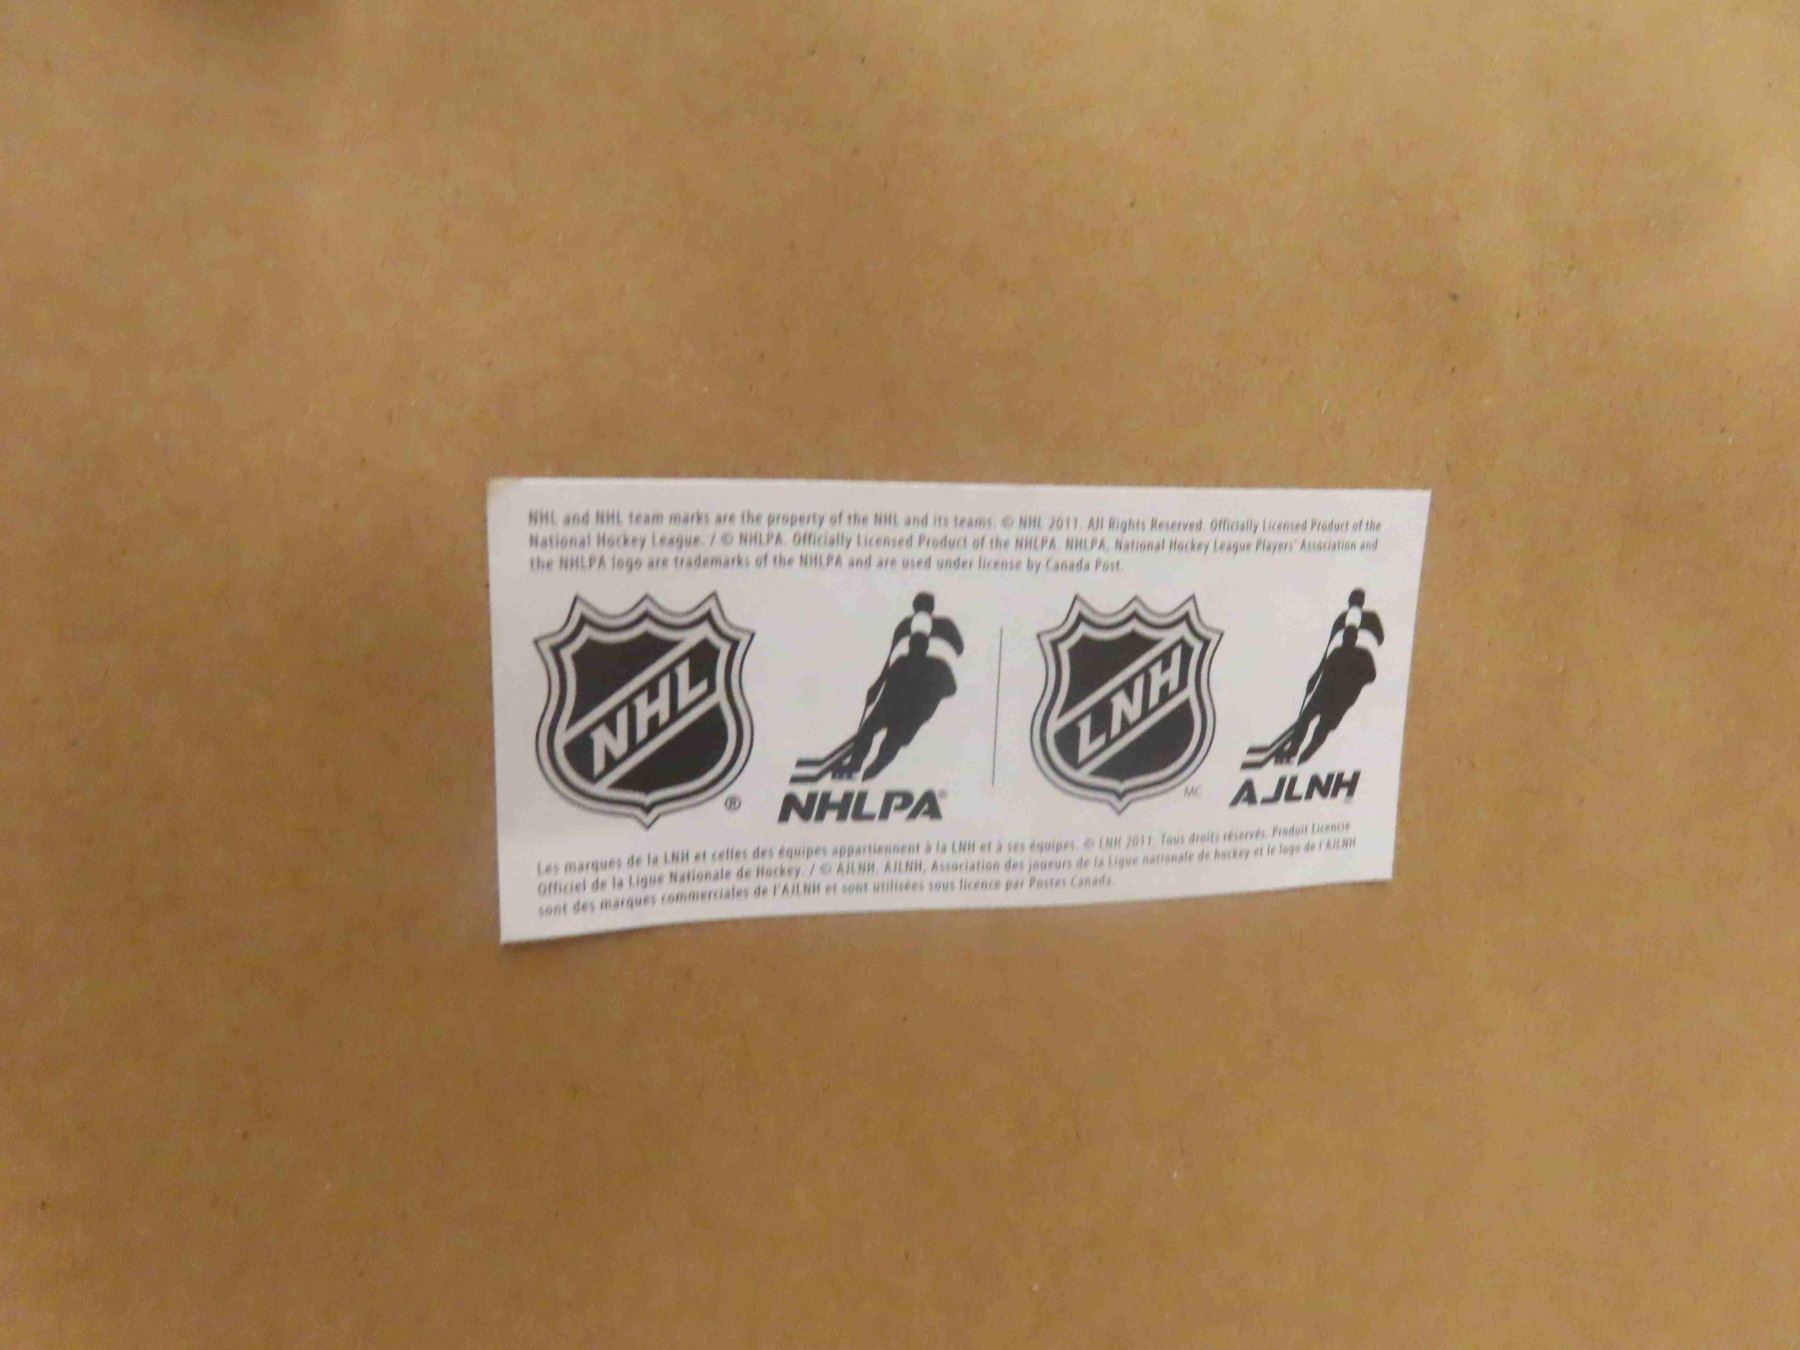 NHL and NHL team marks are the property of the NHL and its teams. © NHL 2011. All Rights Reserved. Officially Licensed Product of the
National Hockey League. / © NHLPA. Officially Licensed Product of the NHLPA. NHLPA, National Hockey League Players' Association and
the NHLPA logo are trademarks of the NHLPA and are used under license by Canada Post.
NHL ®
NHLPA®
LNH MC
AJLNH
Les marques de la LNH et celles des équipes appartiennent à la LNH et à ses équipes. © LNH 2011. Tous droits réservés. Produit Licencie
Officiel de la Ligue Nationale de Hockey. / © AJLNH. AJLNH, Association des joueurs de la Ligue nationale de hockey et le logo de l'AJLNH
sont des marques commerciales de l'AJLNH et sont utilisées sous licence par Postes Canada.